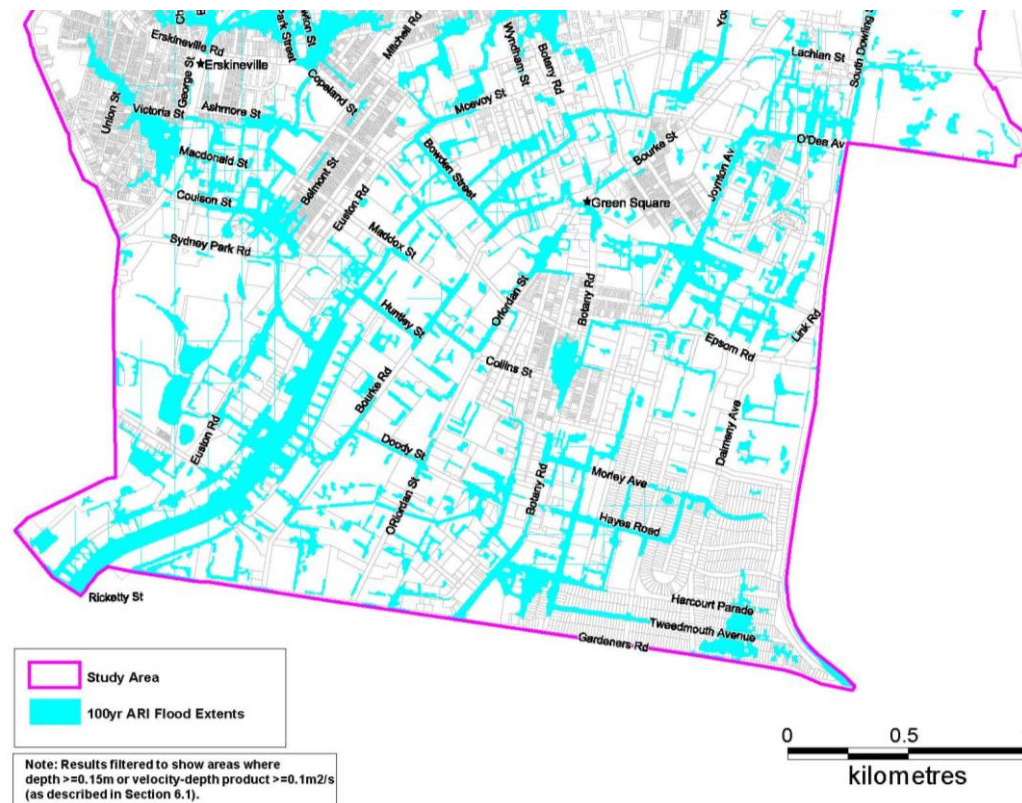 Erskineville Rd
Park Street
Mitchell Rd
Wyndham St
Botany Rd
Lachlan St
South Dowling S
Erskineville
George St
Copeland St
Union St
Victoria St
Ashmore St
Mcevoy St
Bourke St
O'Dea Av
Macdonald St
Belmont St
Bowden Street
Joynton Av
Coulson St
Euston Rd
Green Square
Sydney Park Rd
Maddox St
Huntley St
Oriordan St
Botany Rd
Epsom Rd
Link Rd
Collins St
Bourke Rd
Dalmeny Ave
Euston Rd
Doody St
Botany Rd
Morley Ave
ORiordan St
Hayes Road
Ricketty St
Harcourt Parade
Tweedmouth Avenue
Gardeners Rd
Study Area
100yr ARI Flood Extents
Note: Results filtered to show areas where
depth >=0.15m or velocity-depth product >=0.1m2/s
(as described in Section 6.1).
0 0.5
kilometres